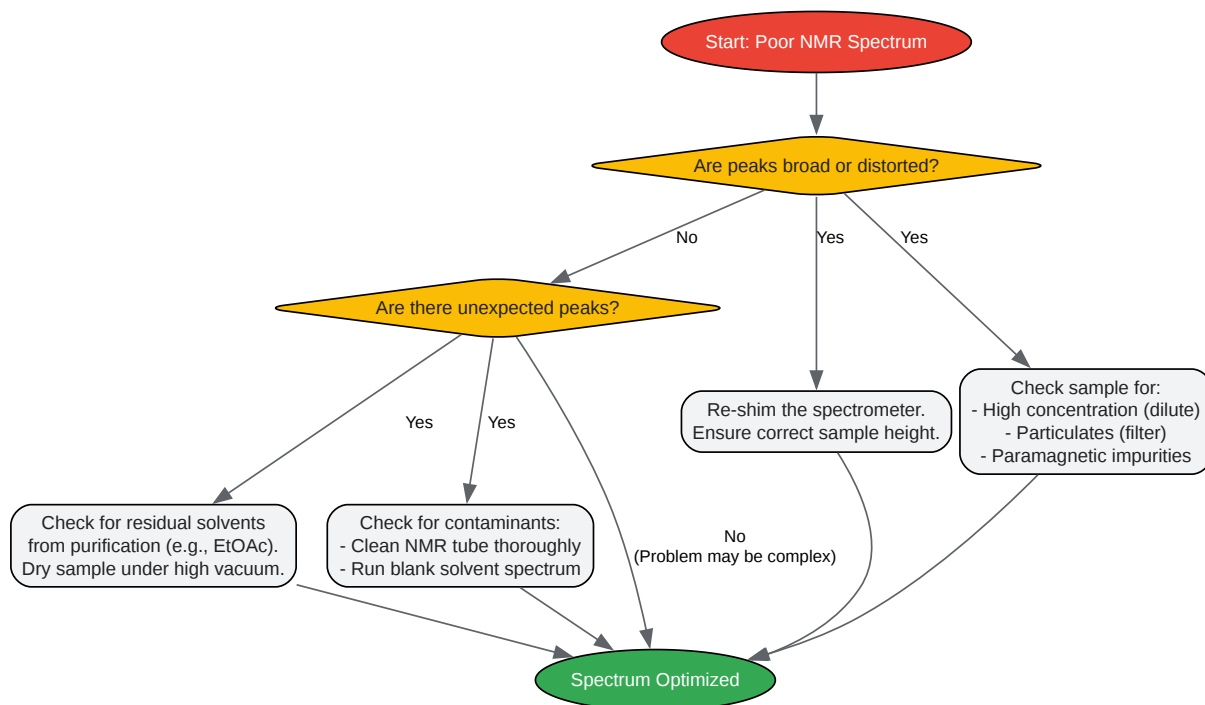 Start: Poor NMR Spectrum
Are peaks broad or distorted?
No
Yes
Yes
Are there unexpected peaks?
Re-shim the spectrometer.
Ensure correct sample height.
Check sample for:
- High concentration (dilute)
- Particulates (filter)
- Paramagnetic impurities
Yes
Yes
No
(Problem may be complex)
Check for residual solvents
from purification (e.g., EtOAc).
Dry sample under high vacuum.
Check for contaminants:
- Clean NMR tube thoroughly
- Run blank solvent spectrum
Spectrum Optimized